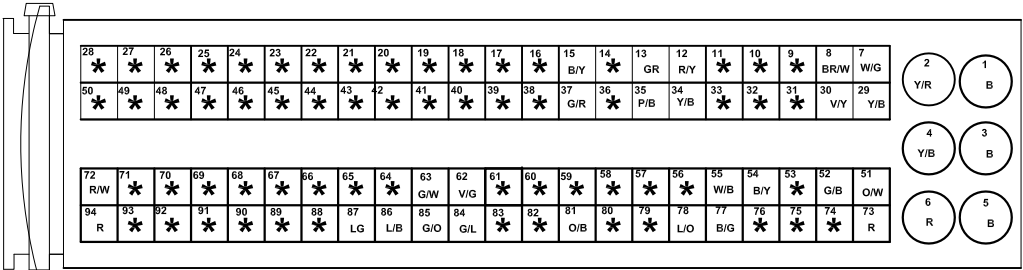 28 27 26 25 24 23 22 21 20 19 18 17 16 15 14 13 12 11 10 9 8 7
* * * * * * * * * * * * * B/Y * GR R/Y * * * BR/W W/G
50 49 48 47 46 45 44 43 42 41 40 39 38 37 36 35 34 33 32 31 30 29
* * * * * * * * * * * * * G/R * P/B Y/B * * * V/Y Y/B
72 71 70 69 68 67 66 65 64 63 62 61 60 59 58 57 56 55 54 53 52 51
R/W * * * * * * * * G/W V/G * * * * * * W/B B/Y * G/B O/W
94 93 92 91 90 89 88 87 86 85 84 83 82 81 80 79 78 77 76 75 74 73
R * * * * * * LG L/B G/O G/L * * O/B * * L/O B/G * * * R
2 1
Y/R B
4 3
Y/B B
6 5
R B